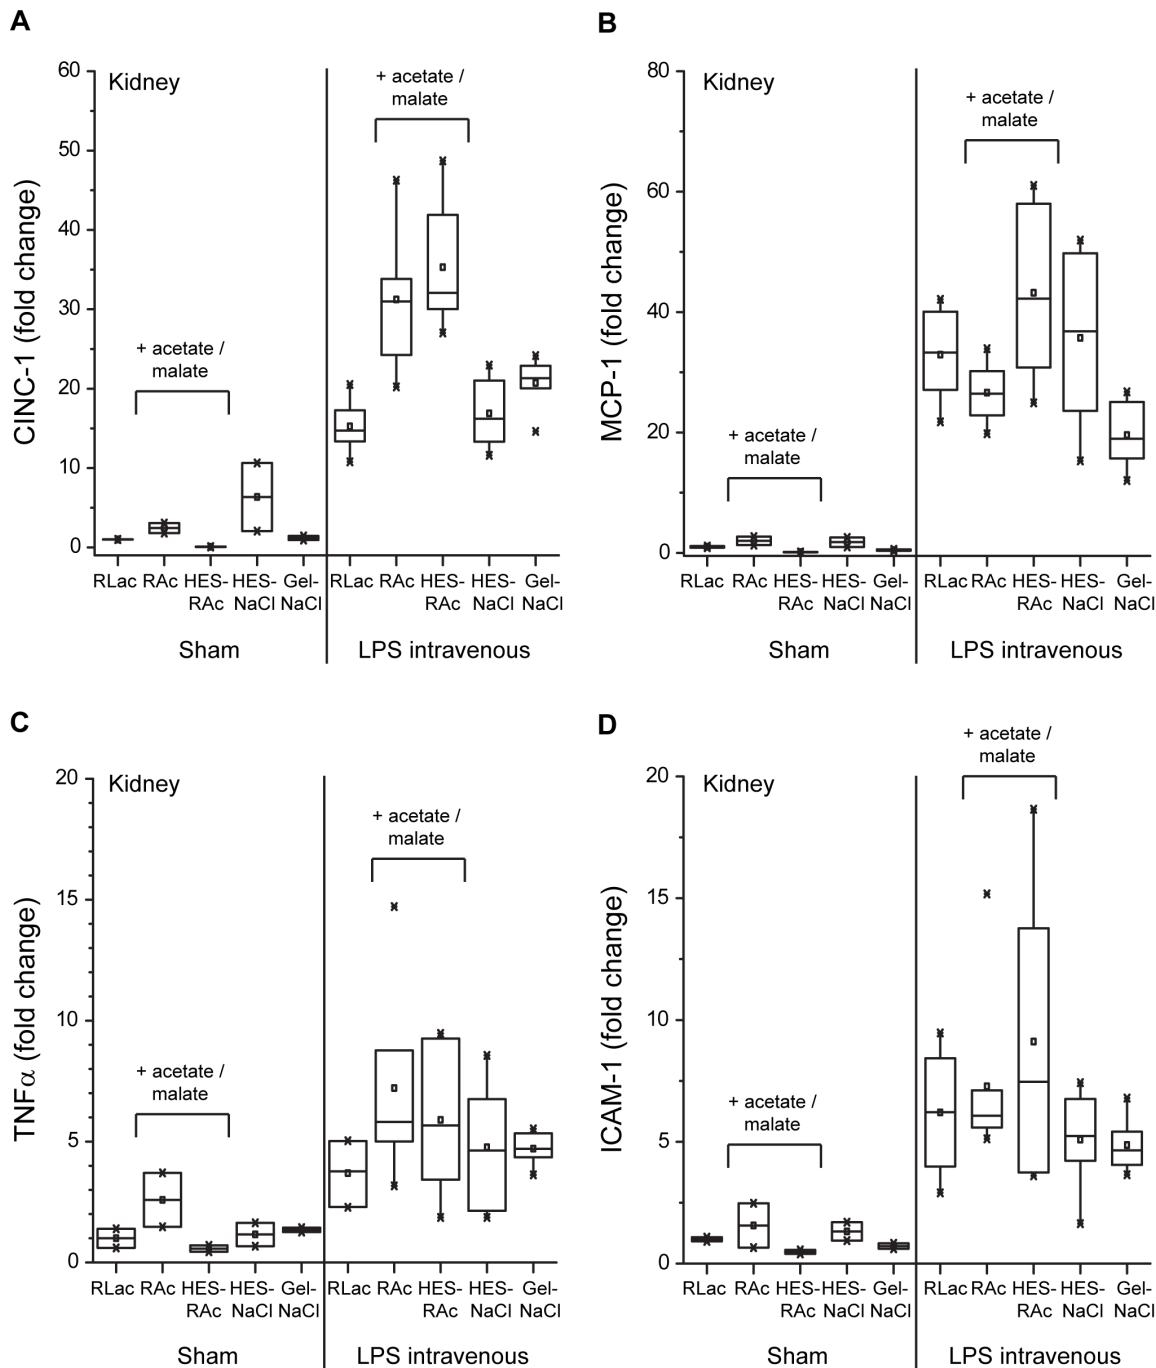 A
Kidney
CINC-1 (fold change)
60
50
40
30
20
10
0
+ acetate /
malate
+ acetate /
malate
RLac RAc HES- HES- Gel- RLac RAc HES- HES- Gel-
RAc NaCl NaCl RAc NaCl NaCl
Sham LPS intravenous
B
Kidney
MCP-1 (fold change)
80
60
40
20
0
+ acetate /
malate
+ acetate /
malate
RLac RAc HES- HES- Gel- RLac RAc HES- HES- Gel-
RAc NaCl NaCl RAc NaCl NaCl
Sham LPS intravenous
C
Kidney
TNFα (fold change)
20
15
10
5
0
+ acetate /
malate
+ acetate /
malate
RLac RAc HES- HES- Gel- RLac RAc HES- HES- Gel-
RAc NaCl NaCl RAc NaCl NaCl
Sham LPS intravenous
D
Kidney
ICAM-1 (fold change)
20
15
10
5
0
+ acetate /
malate
+ acetate /
malate
RLac RAc HES- HES- Gel- RLac RAc HES- HES- Gel-
RAc NaCl NaCl RAc NaCl NaCl
Sham LPS intravenous